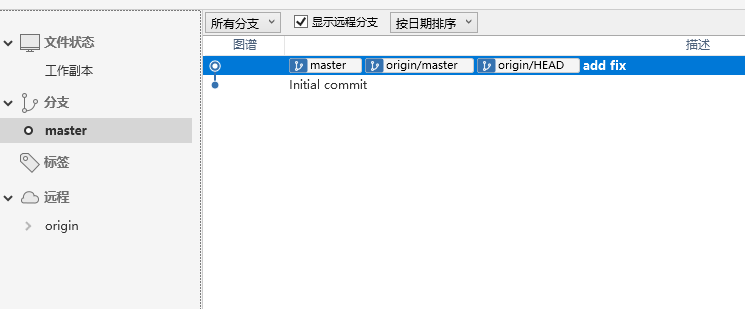 所有分支 显示远程分支 按日期排序
图谱 描述
文件状态
工作副本
分支
master
标签
远程
origin
master origin/master origin/HEAD add fix
Initial commit